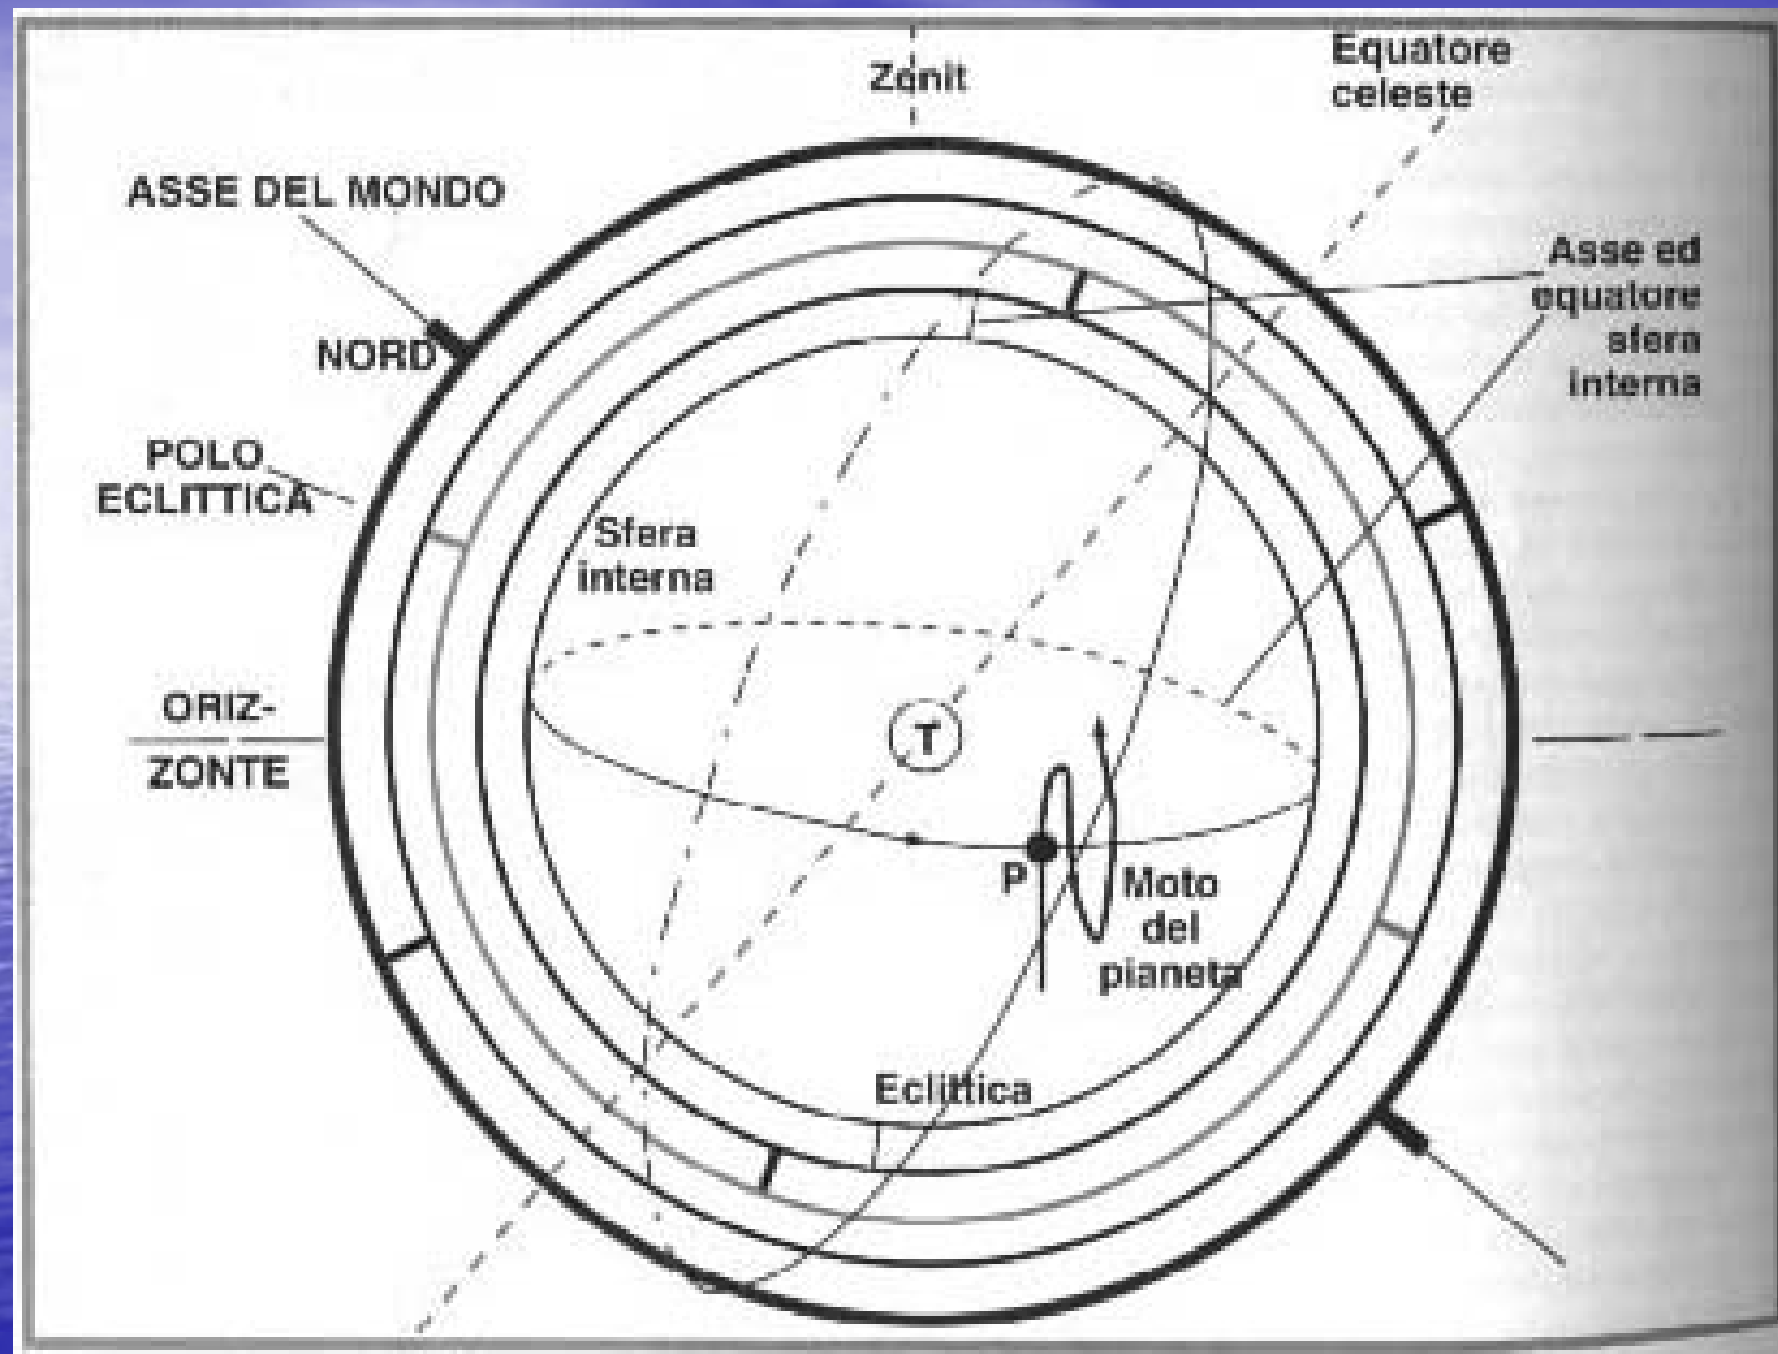 Zenit
Equatore
celeste
ASSE DEL MONDO
NORD
Asse ed
equatore
sfera
interna
POLO
ECLITTICA
Sfera
interna
ORIZ-
ZONTE
T
P
Moto
del
pianeta
Eclittica